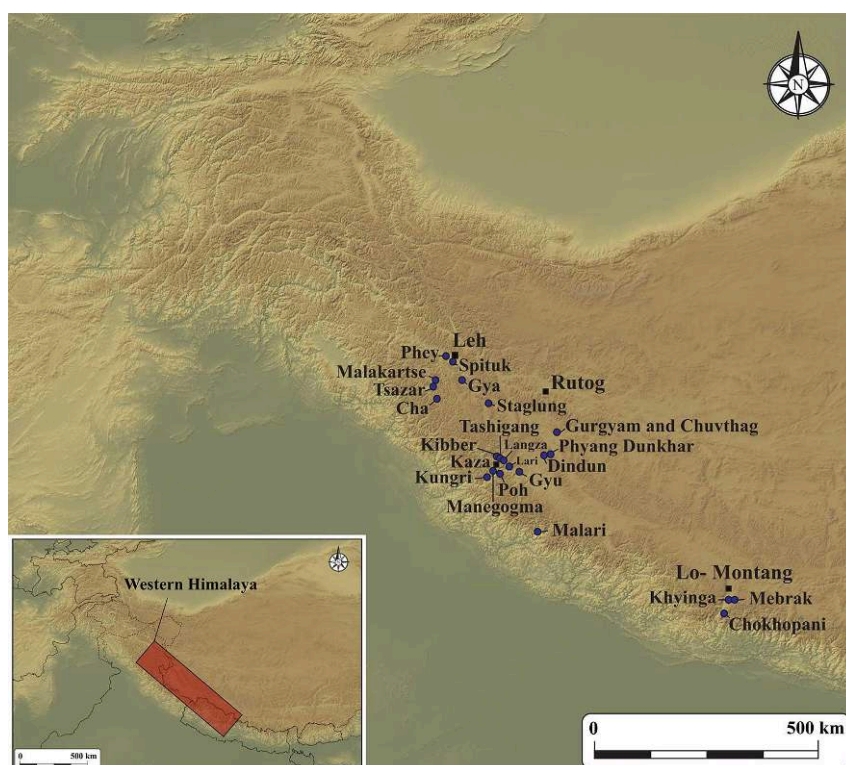 N
Leh
Phey
Spituk
Malakartse
Gya
Rutog
Tsazar
Cha
Staglung
Tashigang
Gurgyam and Chuvthag
Kibber
Langza
Phyang Dunkhar
Kaza
Lari
Dindun
Kungri
Poh
Gyu
Manegogma
Malari
Lo- Montang
Khyinga
Mebrak
Chokhopani
N
Western Himalaya
0 500 km
0 500 km